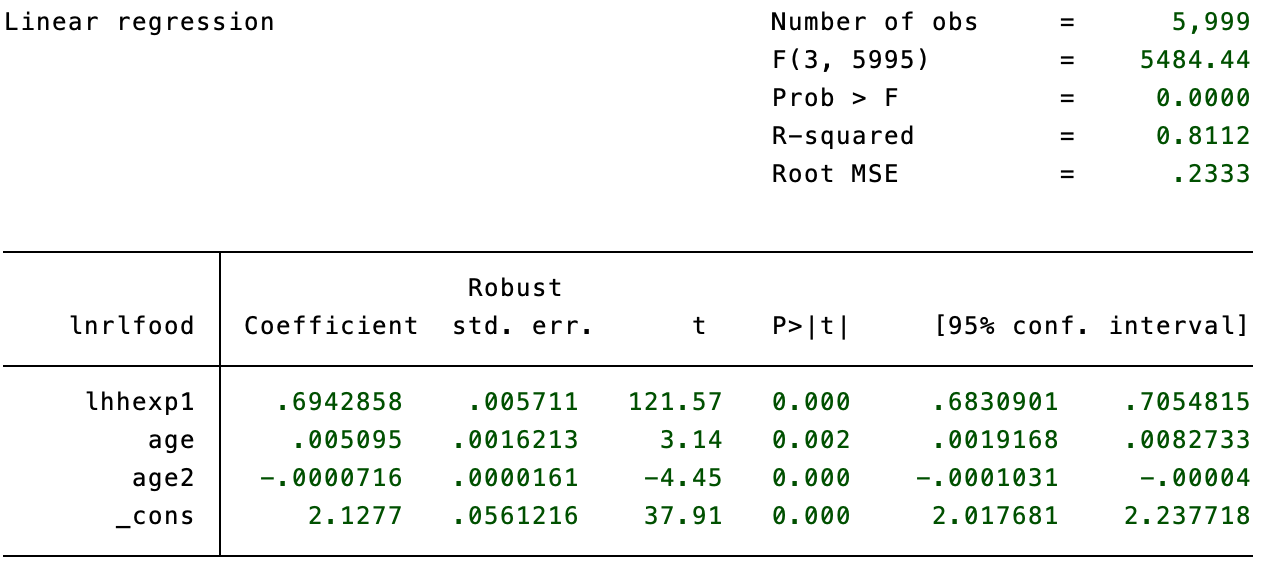 Linear regression Number of obs = 5,999
F(3, 5995) = 5484.44
Prob > F = 0.0000
R-squared = 0.8112
Root MSE = .2333
Robust
lnrlfood Coefficient std. err. t P>|t| [95% conf. interval]
lhhexp1 .6942858 .005711 121.57 0.000 .6830901 .7054815
age .005095 .0016213 3.14 0.002 .0019168 .0082733
age2 -.0000716 .0000161 -4.45 0.000 -.0001031 -.00004
_cons 2.1277 .0561216 37.91 0.000 2.017681 2.237718